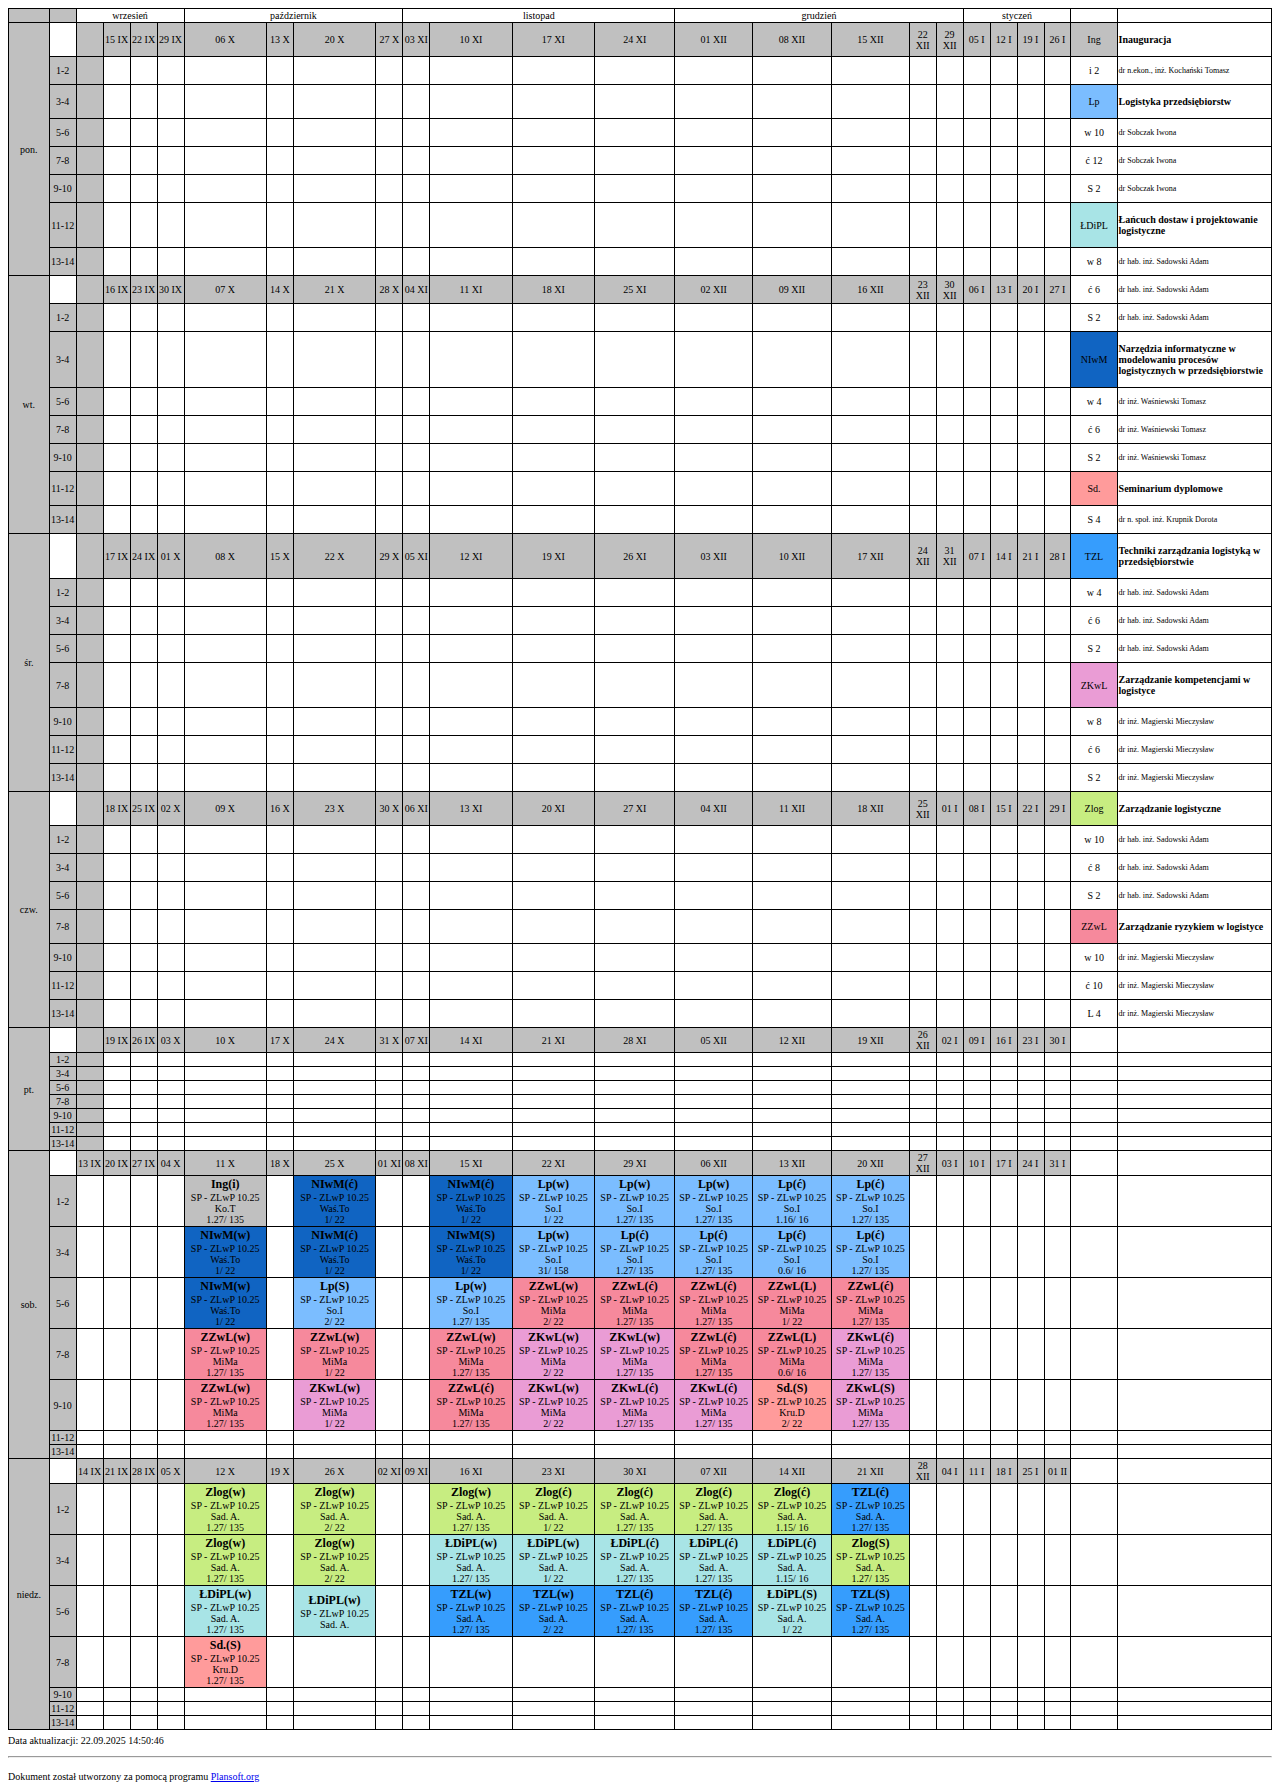 wrzesień październik listopad grudzień styczeń
pon. 15 IX 22 IX 29 IX 06 X 13 X 20 X 27 X 03 XI 10 XI 17 XI 24 XI 01 XII 08 XII 15 XII 22 XII 29 XII 05 I 12 I 19 I 26 I Ing Inauguracja
1-2 i 2 dr n.ekon., inż. Kochański Tomasz
3-4 Lp Logistyka przedsiębiorstw
5-6 w 10 dr Sobczak Iwona
7-8 ć 12 dr Sobczak Iwona
9-10 S 2 dr Sobczak Iwona
11-12 ŁDiPL Łańcuch dostaw i projektowanie logistyczne
13-14 w 8 dr hab. inż. Sadowski Adam
wt. 16 IX 23 IX 30 IX 07 X 14 X 21 X 28 X 04 XI 11 XI 18 XI 25 XI 02 XII 09 XII 16 XII 23 XII 30 XII 06 I 13 I 20 I 27 I ć 6 dr hab. inż. Sadowski Adam
1-2 S 2 dr hab. inż. Sadowski Adam
3-4 NIwM Narzędzia informatyczne w modelowaniu procesów logistycznych w przedsiębiorstwie
5-6 w 4 dr inż. Waśniewski Tomasz
7-8 ć 6 dr inż. Waśniewski Tomasz
9-10 S 2 dr inż. Waśniewski Tomasz
11-12 Sd. Seminarium dyplomowe
13-14 S 4 dr n. społ. inż. Krupnik Dorota
śr. 17 IX 24 IX 01 X 08 X 15 X 22 X 29 X 05 XI 12 XI 19 XI 26 XI 03 XII 10 XII 17 XII 24 XII 31 XII 07 I 14 I 21 I 28 I TZL Techniki zarządzania logistyką w przedsiębiorstwie
1-2 w 4 dr hab. inż. Sadowski Adam
3-4 ć 6 dr hab. inż. Sadowski Adam
5-6 S 2 dr hab. inż. Sadowski Adam
7-8 ZKwL Zarządzanie kompetencjami w logistyce
9-10 w 8 dr inż. Magierski Mieczysław
11-12 ć 6 dr inż. Magierski Mieczysław
13-14 S 2 dr inż. Magierski Mieczysław
czw. 18 IX 25 IX 02 X 09 X 16 X 23 X 30 X 06 XI 13 XI 20 XI 27 XI 04 XII 11 XII 18 XII 25 XII 01 I 08 I 15 I 22 I 29 I Zlog Zarządzanie logistyczne
1-2 w 10 dr hab. inż. Sadowski Adam
3-4 ć 8 dr hab. inż. Sadowski Adam
5-6 S 2 dr hab. inż. Sadowski Adam
7-8 ZZwL Zarządzanie ryzykiem w logistyce
9-10 w 10 dr inż. Magierski Mieczysław
11-12 ć 10 dr inż. Magierski Mieczysław
13-14 L 4 dr inż. Magierski Mieczysław
pt. 19 IX 26 IX 03 X 10 X 17 X 24 X 31 X 07 XI 14 XI 21 XI 28 XI 05 XII 12 XII 19 XII 26 XII 02 I 09 I 16 I 23 I 30 I
1-2
3-4
5-6
7-8
9-10
11-12
13-14
sob. 13 IX 20 IX 27 IX 04 X 11 X 18 X 25 X 01 XI 08 XI 15 XI 22 XI 29 XI 06 XII 13 XII 20 XII 27 XII 03 I 10 I 17 I 24 I 31 I
1-2 Ing(i) NIwM(ć) NIwM(ć) Lp(w) Lp(w) Lp(w) Lp(ć) Lp(ć)
SP - ZLwP 10.25 SP - ZLwP 10.25 SP - ZLwP 10.25 SP - ZLwP 10.25 SP - ZLwP 10.25 SP - ZLwP 10.25 SP - ZLwP 10.25 SP - ZLwP 10.25
Ko.T Waś.To Waś.To So.I So.I So.I So.I So.I
1.27/ 135 1/ 22 1/ 22 1/ 22 1.27/ 135 1.27/ 135 1.16/ 16 1.27/ 135
3-4 NIwM(w) NIwM(ć) NIwM(S) Lp(w) Lp(ć) Lp(ć) Lp(ć) Lp(ć)
SP - ZLwP 10.25 SP - ZLwP 10.25 SP - ZLwP 10.25 SP - ZLwP 10.25 SP - ZLwP 10.25 SP - ZLwP 10.25 SP - ZLwP 10.25 SP - ZLwP 10.25
Waś.To Waś.To Waś.To So.I So.I So.I So.I So.I
1/ 22 1/ 22 1/ 22 31/ 158 1.27/ 135 1.27/ 135 0.6/ 16 1.27/ 135
5-6 NIwM(w) Lp(S) Lp(w) ZZwL(w) ZZwL(ć) ZZwL(ć) ZZwL(L) ZZwL(ć)
SP - ZLwP 10.25 SP - ZLwP 10.25 SP - ZLwP 10.25 SP - ZLwP 10.25 SP - ZLwP 10.25 SP - ZLwP 10.25 SP - ZLwP 10.25 SP - ZLwP 10.25
Waś.To So.I So.I MiMa MiMa MiMa MiMa MiMa
1/ 22 2/ 22 1.27/ 135 2/ 22 1.27/ 135 1.27/ 135 1/ 22 1.27/ 135
7-8 ZZwL(w) ZZwL(w) ZZwL(w) ZKwL(w) ZKwL(w) ZZwL(ć) ZZwL(L) ZKwL(ć)
SP - ZLwP 10.25 SP - ZLwP 10.25 SP - ZLwP 10.25 SP - ZLwP 10.25 SP - ZLwP 10.25 SP - ZLwP 10.25 SP - ZLwP 10.25 SP - ZLwP 10.25
MiMa MiMa MiMa MiMa MiMa MiMa MiMa MiMa
1.27/ 135 1/ 22 1.27/ 135 2/ 22 1.27/ 135 1.27/ 135 0.6/ 16 1.27/ 135
9-10 ZZwL(w) ZKwL(w) ZZwL(ć) ZKwL(w) ZKwL(ć) ZKwL(ć) Sd.(S) ZKwL(S)
SP - ZLwP 10.25 SP - ZLwP 10.25 SP - ZLwP 10.25 SP - ZLwP 10.25 SP - ZLwP 10.25 SP - ZLwP 10.25 SP - ZLwP 10.25 SP - ZLwP 10.25
MiMa MiMa MiMa MiMa MiMa MiMa Kru.D MiMa
1.27/ 135 1/ 22 1.27/ 135 2/ 22 1.27/ 135 1.27/ 135 2/ 22 1.27/ 135
11-12
13-14
niedz. 14 IX 21 IX 28 IX 05 X 12 X 19 X 26 X 02 XI 09 XI 16 XI 23 XI 30 XI 07 XII 14 XII 21 XII 28 XII 04 I 11 I 18 I 25 I 01 II
1-2 Zlog(w) Zlog(w) Zlog(w) Zlog(ć) Zlog(ć) Zlog(ć) Zlog(ć) TZL(ć)
SP - ZLwP 10.25 SP - ZLwP 10.25 SP - ZLwP 10.25 SP - ZLwP 10.25 SP - ZLwP 10.25 SP - ZLwP 10.25 SP - ZLwP 10.25 SP - ZLwP 10.25
Sad. A. Sad. A. Sad. A. Sad. A. Sad. A. Sad. A. Sad. A. Sad. A.
1.27/ 135 2/ 22 1.27/ 135 1/ 22 1.27/ 135 1.27/ 135 1.15/ 16 1.27/ 135
3-4 Zlog(w) Zlog(w) ŁDiPL(w) ŁDiPL(w) ŁDiPL(ć) ŁDiPL(ć) ŁDiPL(ć) Zlog(S)
SP - ZLwP 10.25 SP - ZLwP 10.25 SP - ZLwP 10.25 SP - ZLwP 10.25 SP - ZLwP 10.25 SP - ZLwP 10.25 SP - ZLwP 10.25 SP - ZLwP 10.25
Sad. A. Sad. A. Sad. A. Sad. A. Sad. A. Sad. A. Sad. A. Sad. A.
1.27/ 135 2/ 22 1.27/ 135 1/ 22 1.27/ 135 1.27/ 135 1.15/ 16 1.27/ 135
5-6 ŁDiPL(w) ŁDiPL(w) TZL(w) TZL(w) TZL(ć) TZL(ć) ŁDiPL(S) TZL(S)
SP - ZLwP 10.25 SP - ZLwP 10.25 SP - ZLwP 10.25 SP - ZLwP 10.25 SP - ZLwP 10.25 SP - ZLwP 10.25 SP - ZLwP 10.25 SP - ZLwP 10.25
Sad. A. Sad. A. Sad. A. Sad. A. Sad. A. Sad. A. Sad. A. Sad. A.
1.27/ 135 1.27/ 135 2/ 22 1.27/ 135 1.27/ 135 1/ 22 1.27/ 135
7-8 Sd.(S)
SP - ZLwP 10.25
Kru.D
1.27/ 135
9-10
11-12
13-14
Data aktualizacji: 22.09.2025 14:50:46
Dokument został utworzony za pomocą programu Plansoft.org